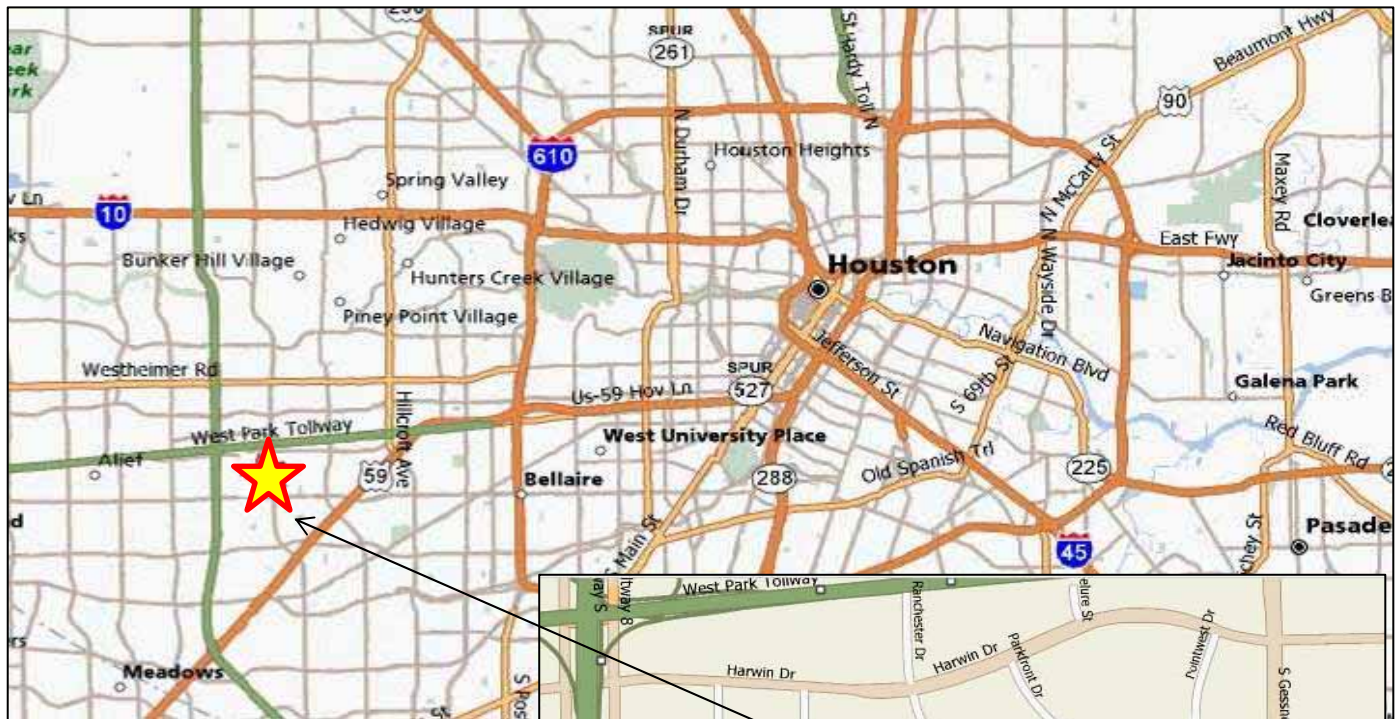 SPUR
261
Beaumont Hwy
St Hardy Toll N
90
N Durham Dr
Houston Heights
610
N McCarty St
Maxey Rd
Spring Valley
10
Hedwig Village
East Fwy
Bunker Hill Village
Houston
Jacinto City
Hunters Creek Village
N Wayside Dr
Piney Point Village
Navigation Blvd
Jefferson St
Westheimer Rd
SPUR
527
Us-59 Hov Ln
S 69th St
Galena Park
Hillcroft Ave
West Park Tollway
West University Place
Red Bluff Rd
Alief
59
Bellaire
288
Old Spanish Trl
225
S Main St
45
Meadows
West Park Tollway
Ranchester Dr
Harwin Dr
Harwin Dr
Parkfront Dr
Pointwest Dr